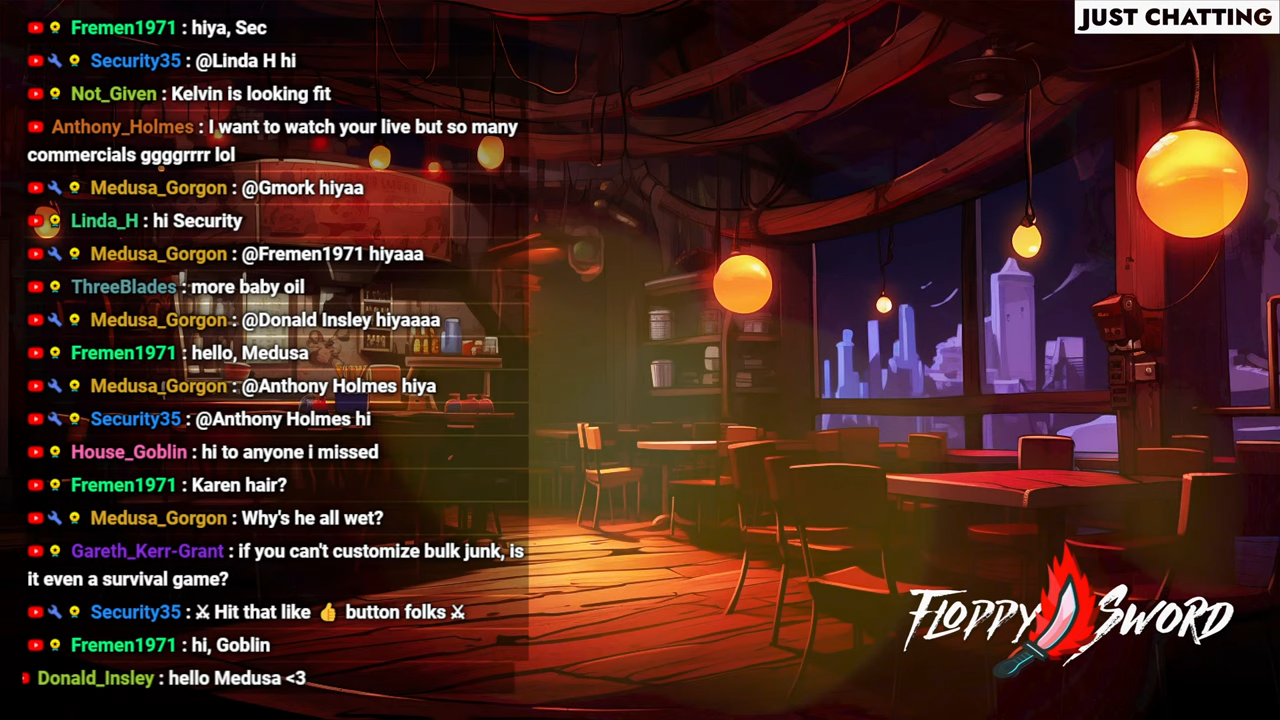 JUST CHATTING
Fremen1971 : hiya, Sec
Security35 : @Linda H hi
Not_Given : Kelvin is looking fit
Anthony_Holmes : I want to watch your live but so many
commercials ggggrrrr lol
Medusa_Gorgon : @Gmork hiyaa
Linda_H : hi Security
Medusa_Gorgon : @Fremen1971 hiyaaa
ThreeBlades : more baby oil
Medusa_Gorgon : @Donald Insley hiyaaaa
Fremen1971 : hello, Medusa
Medusa_Gorgon : @Anthony Holmes hiya
Security35 : @Anthony Holmes hi
House_Goblin : hi to anyone i missed
Fremen1971 : Karen hair?
Medusa_Gorgon : Why's he all wet?
Gareth_Kerr-Grant : if you can't customize bulk junk, is
it even a survival game?
Security35 : ⚔ Hit that like 👍 button folks ⚔
Fremen1971 : hi, Goblin
Donald_Insley : hello Medusa <3
FLOPPY SWORD